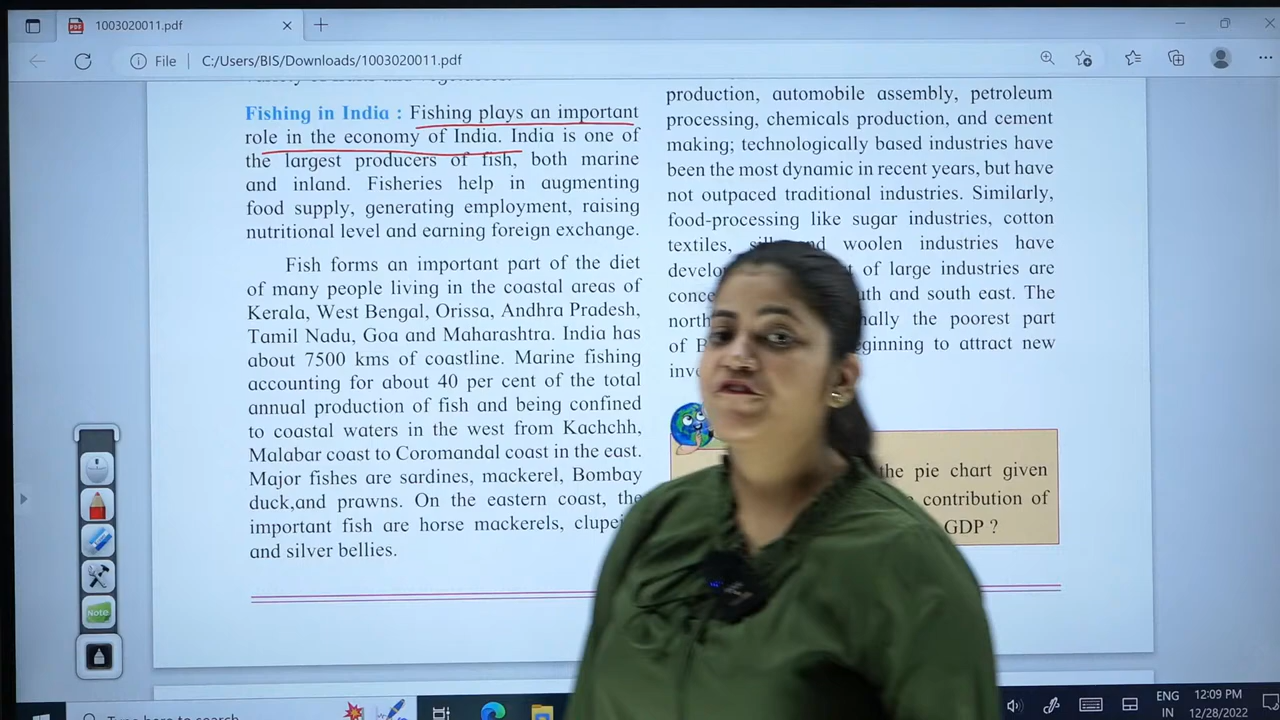 1003020011.pdf
File
C:/Users/BIS/Downloads/1003020011.pdf
Fishing in India : Fishing plays an important
role in the economy of India. India is one of
the largest producers of fish, both marine
and inland. Fisheries help in augmenting
food supply, generating employment, raising
nutritional level and earning foreign exchange.
Fish forms an important part of the diet
of many people living in the coastal areas of
Kerala, West Bengal, Orissa, Andhra Pradesh,
Tamil Nadu, Goa and Maharashtra. India has
about 7500 kms of coastline. Marine fishing
accounting for about 40 per cent of the total
annual production of fish and being confined
to coastal waters in the west from Kachchh,
Malabar coast to Coromandal coast in the east.
Major fishes are sardines, mackerel, Bombay
duck,and prawns. On the eastern coast, the
important fish are horse mackerels,
and silver bellies.
production, automobile assembly, petroleum
processing, chemicals production, and cement
making; technologically based industries have
been the most dynamic in recent years, but have
not outpaced traditional industries. Similarly,
food-processing like sugar industries, cotton
textiles, woolen industries have
of large industries are
and south east. The
the poorest part
of beginning to attract new
the pie chart given
contribution of
GDP ?
Note
Type here to search
ENG
IN
12:09 PM
12/28/2022